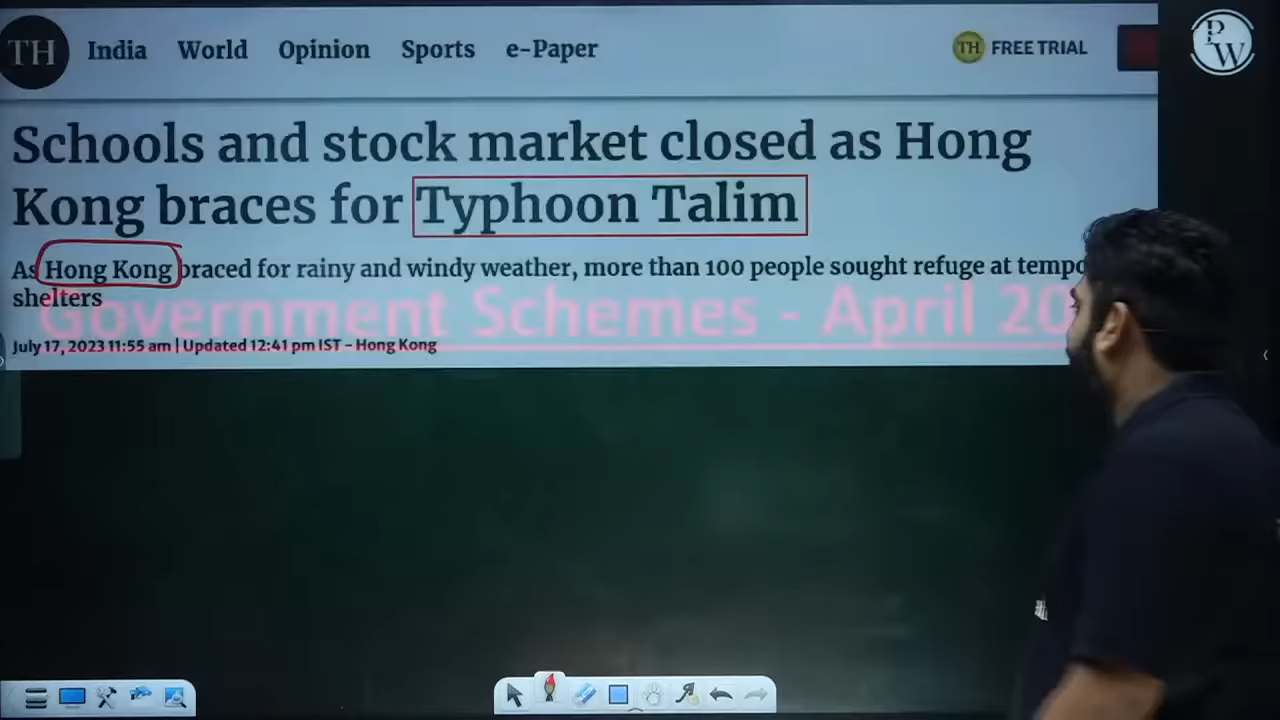 TH India World Opinion Sports e-Paper TH FREE TRIAL
PW
Schools and stock market closed as Hong
Kong braces for Typhoon Talim
As Hong Kong braced for rainy and windy weather, more than 100 people sought refuge at tempo
shelters
Government Schemes - April 20
July 17, 2023 11:55 am | Updated 12:41 pm IST - Hong Kong